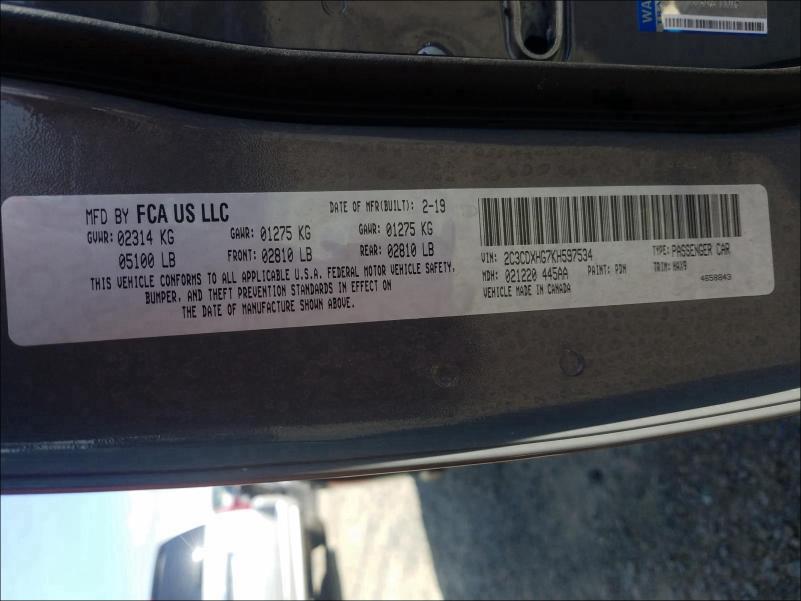 WA
MFD BY FCA US LLC DATE OF MFR(BUILT): 2-19
GVWR: 02314 KG GAWR: 01275 KG GAWR: 01275 KG
05100 LB FRONT: 02810 LB REAR: 02810 LB
THIS VEHICLE CONFORMS TO ALL APPLICABLE U.S.A. FEDERAL MOTOR VEHICLE SAFETY,
BUMPER, AND THEFT PREVENTION STANDARDS IN EFFECT ON
THE DATE OF MANUFACTURE SHOWN ABOVE.
VIN: 2C3CDXHG7KH597534 TYPE: PASSENGER CAR
MDH: 021220 445AA PAINT: PDN TRIM: HAX9
VEHICLE MADE IN CANADA 4658843